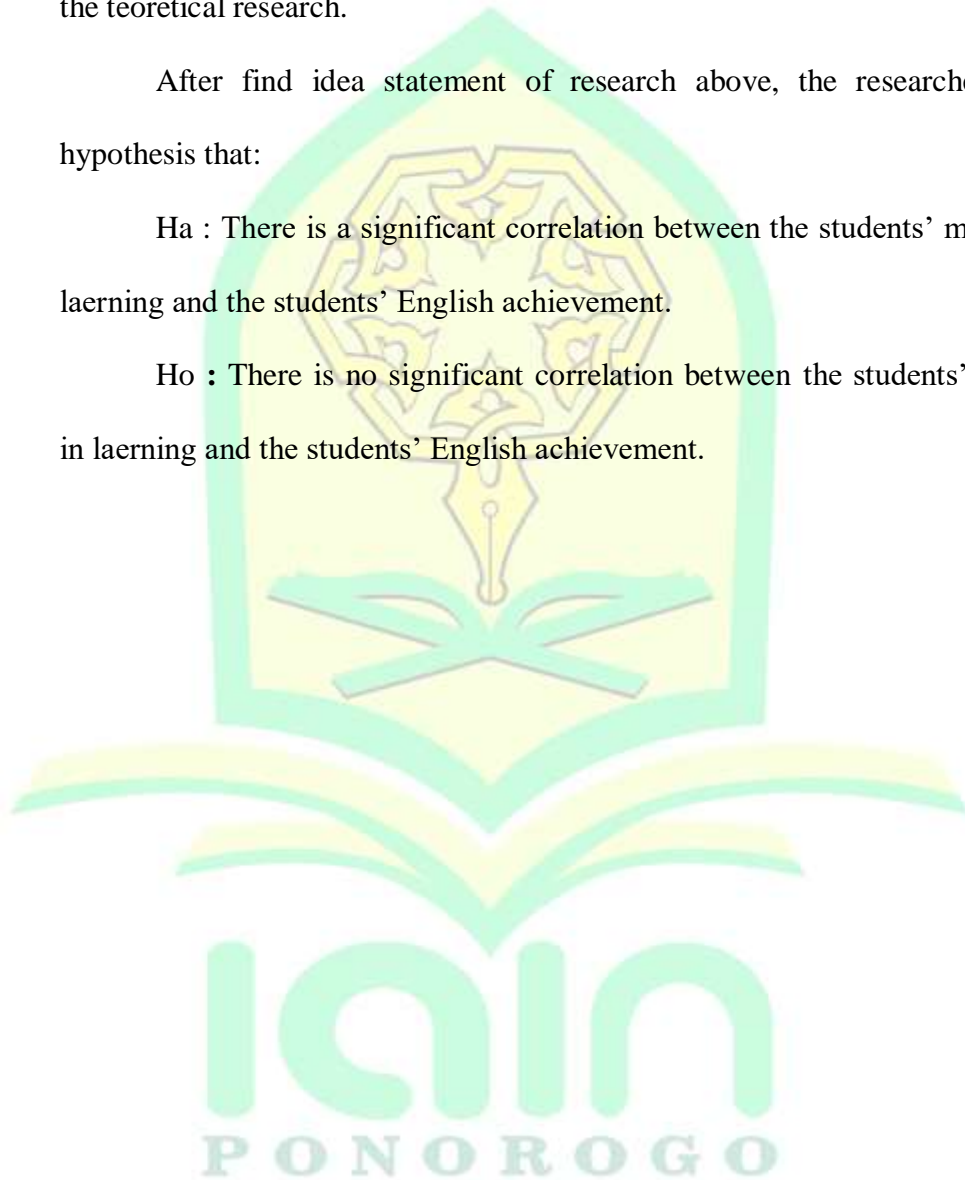 the teoretical research.
After find idea statement of research above, the
hypothesis that:
Ha : There is a significant correlation between the students’
laerning and the students’ English achievement.
Ho : There is no significant correlation between the students’
in laerning and the students’ English achievement.
iain
PONOROGO